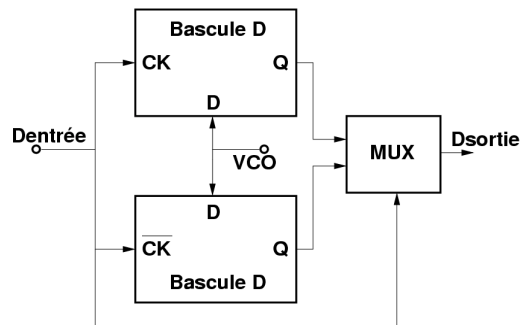 Bascule D
CK Q
D
Dentrée
VCO
MUX
Dsortie
D
CK Q
Bascule D